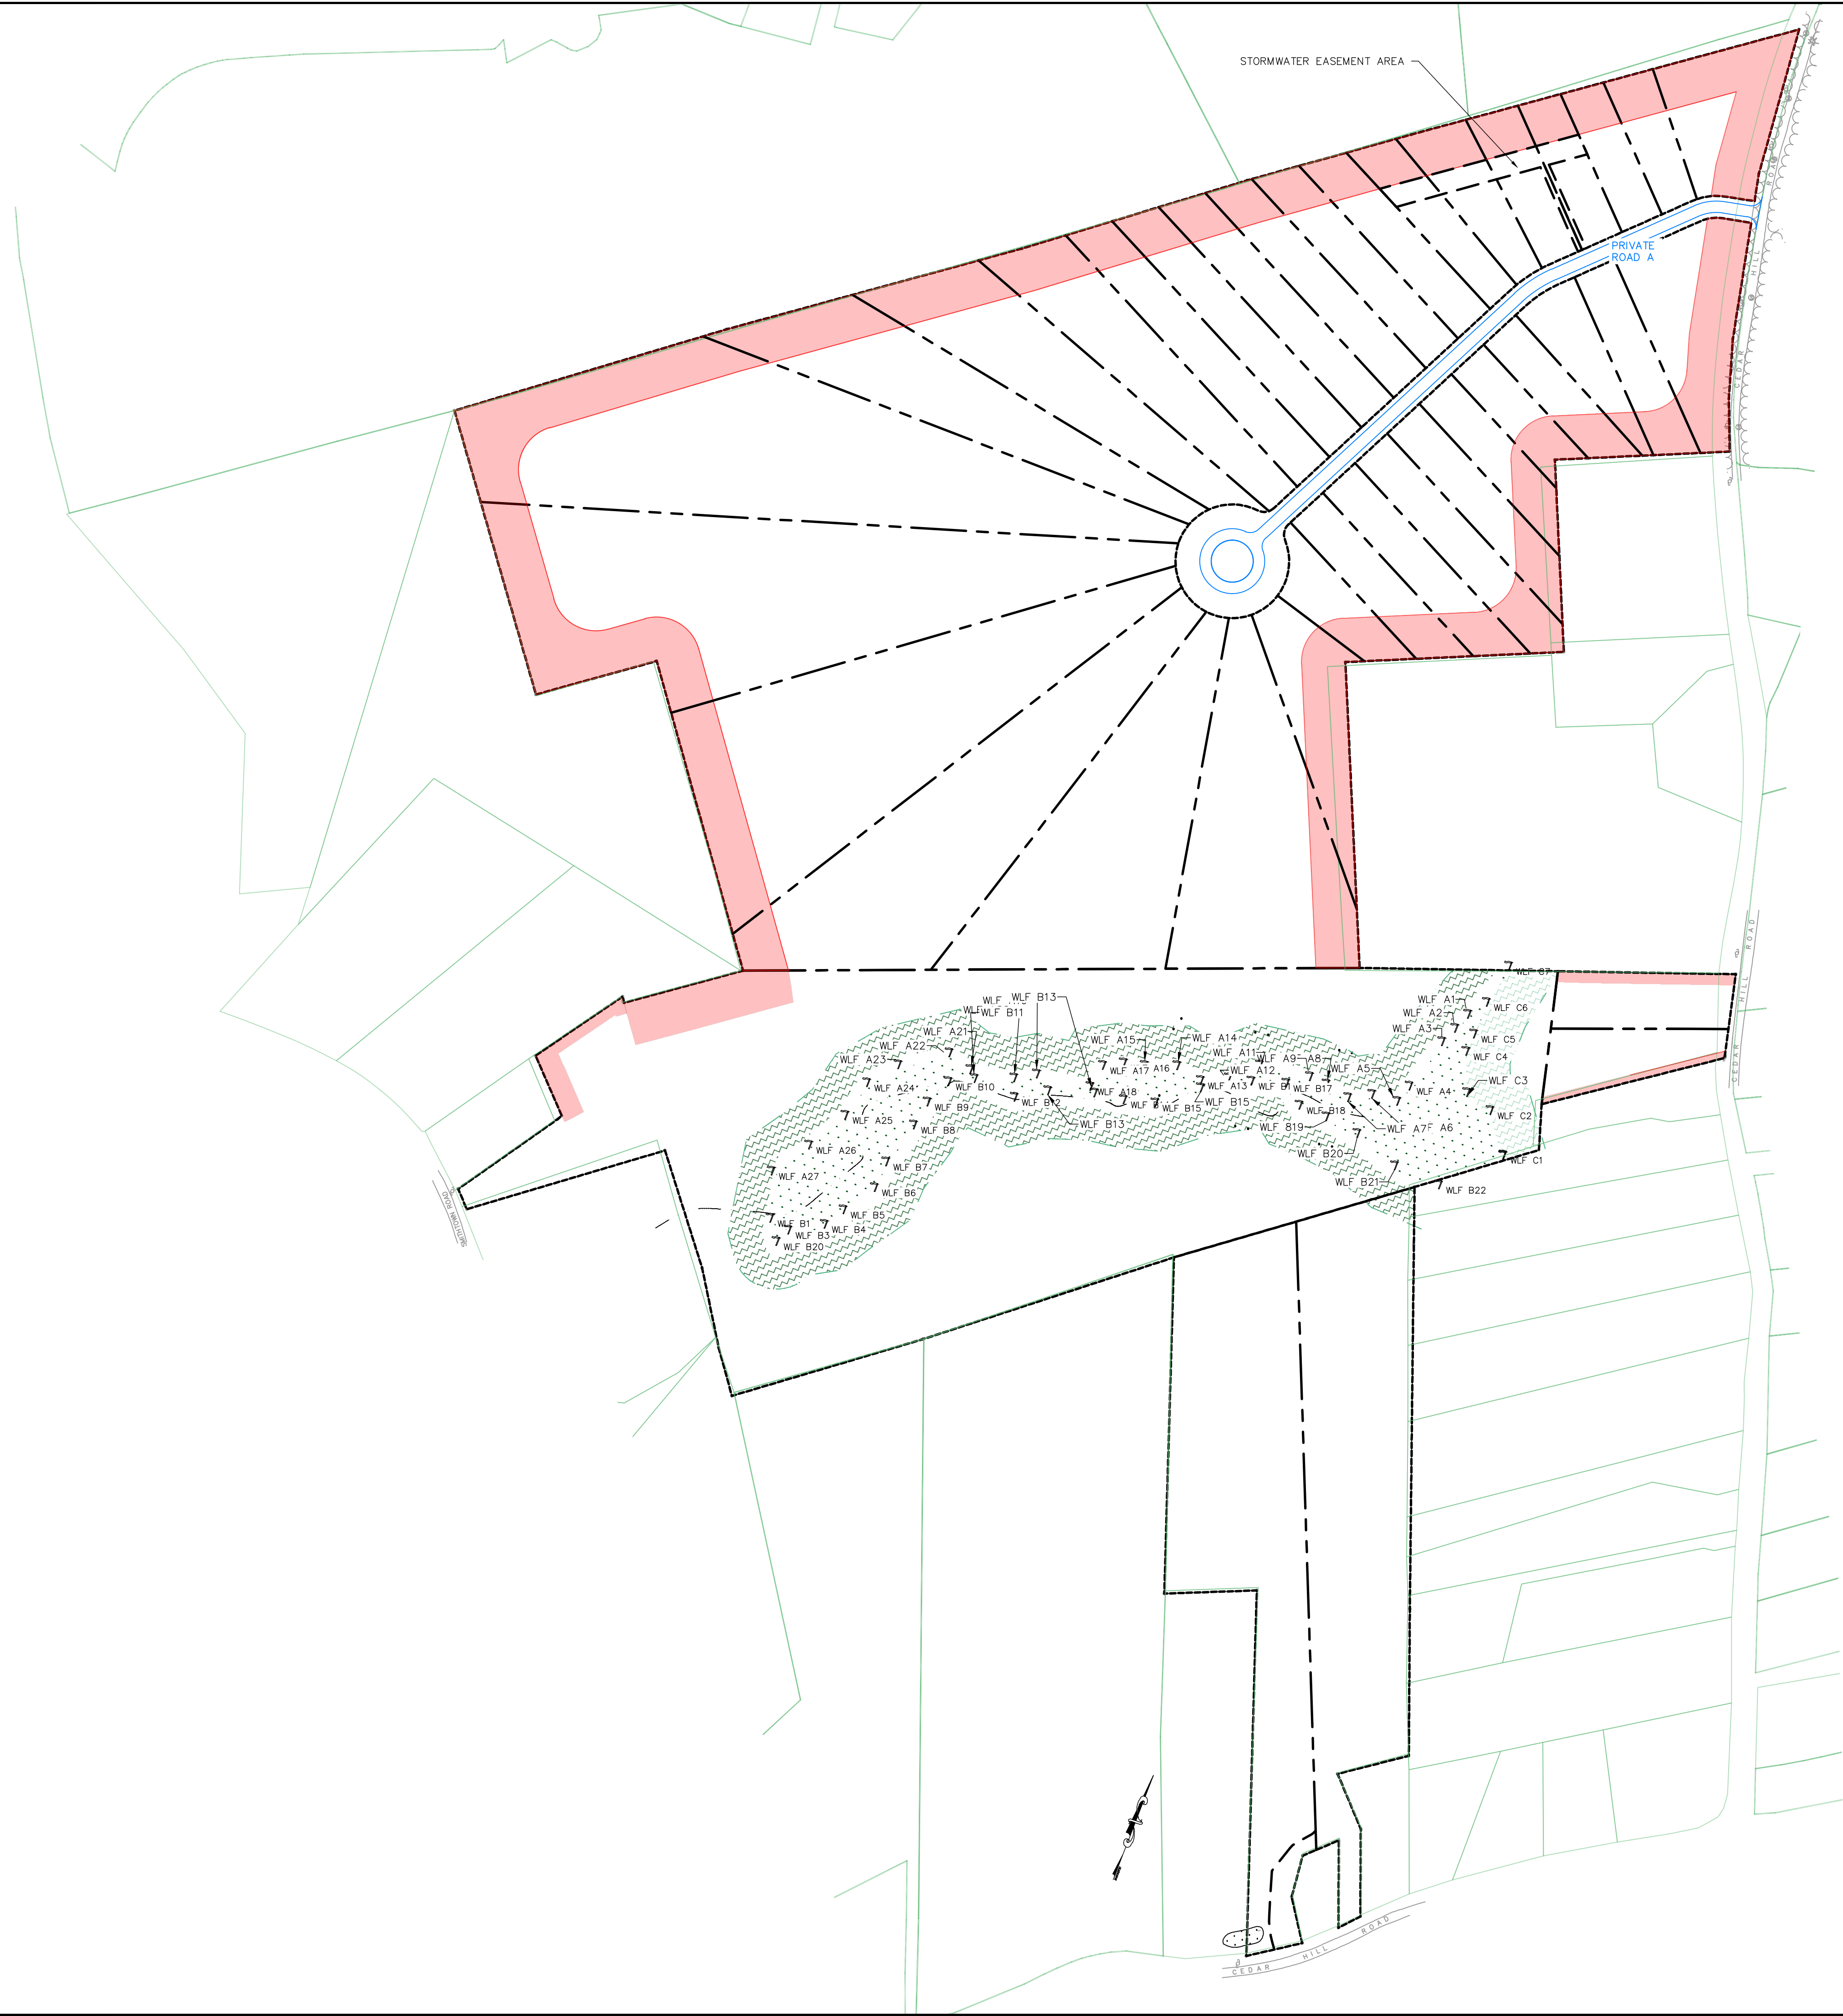 STORMWATER EASEMENT AREA
CEDAR HILL ROAD
PRIVATE
ROAD A
CEDAR HILL ROAD
WLF C7
WLF B13
WLF B11
WLF A1
WLF C6
WLF A2
WLF A21
WLF A3
WLF C5
WLF A15
WLF A14
WLF A22
WLF A11
WLF C4
WLF A23
WLF A9
A8
WLF A17
A16
WLF A12
WLF A5
WLF C3
WLF A24
WLF B10
WLF A13
WLF B17
WLF A4
WLF A18
WLF B12
WLF B9
WLF B15
WLF B15
WLF B18
WLF C2
WLF A25
WLF B13
WLF B8
WLF B19
WLF A7
A6
WLF A26
WLF B20
WLF C1
WLF B7
WLF A27
WLF B21
WLF B6
WLF B22
WLF B5
WLF B1
WLF B4
WLF B3
WLF B20
SMITHTOWN ROAD
CEDAR HILL ROAD